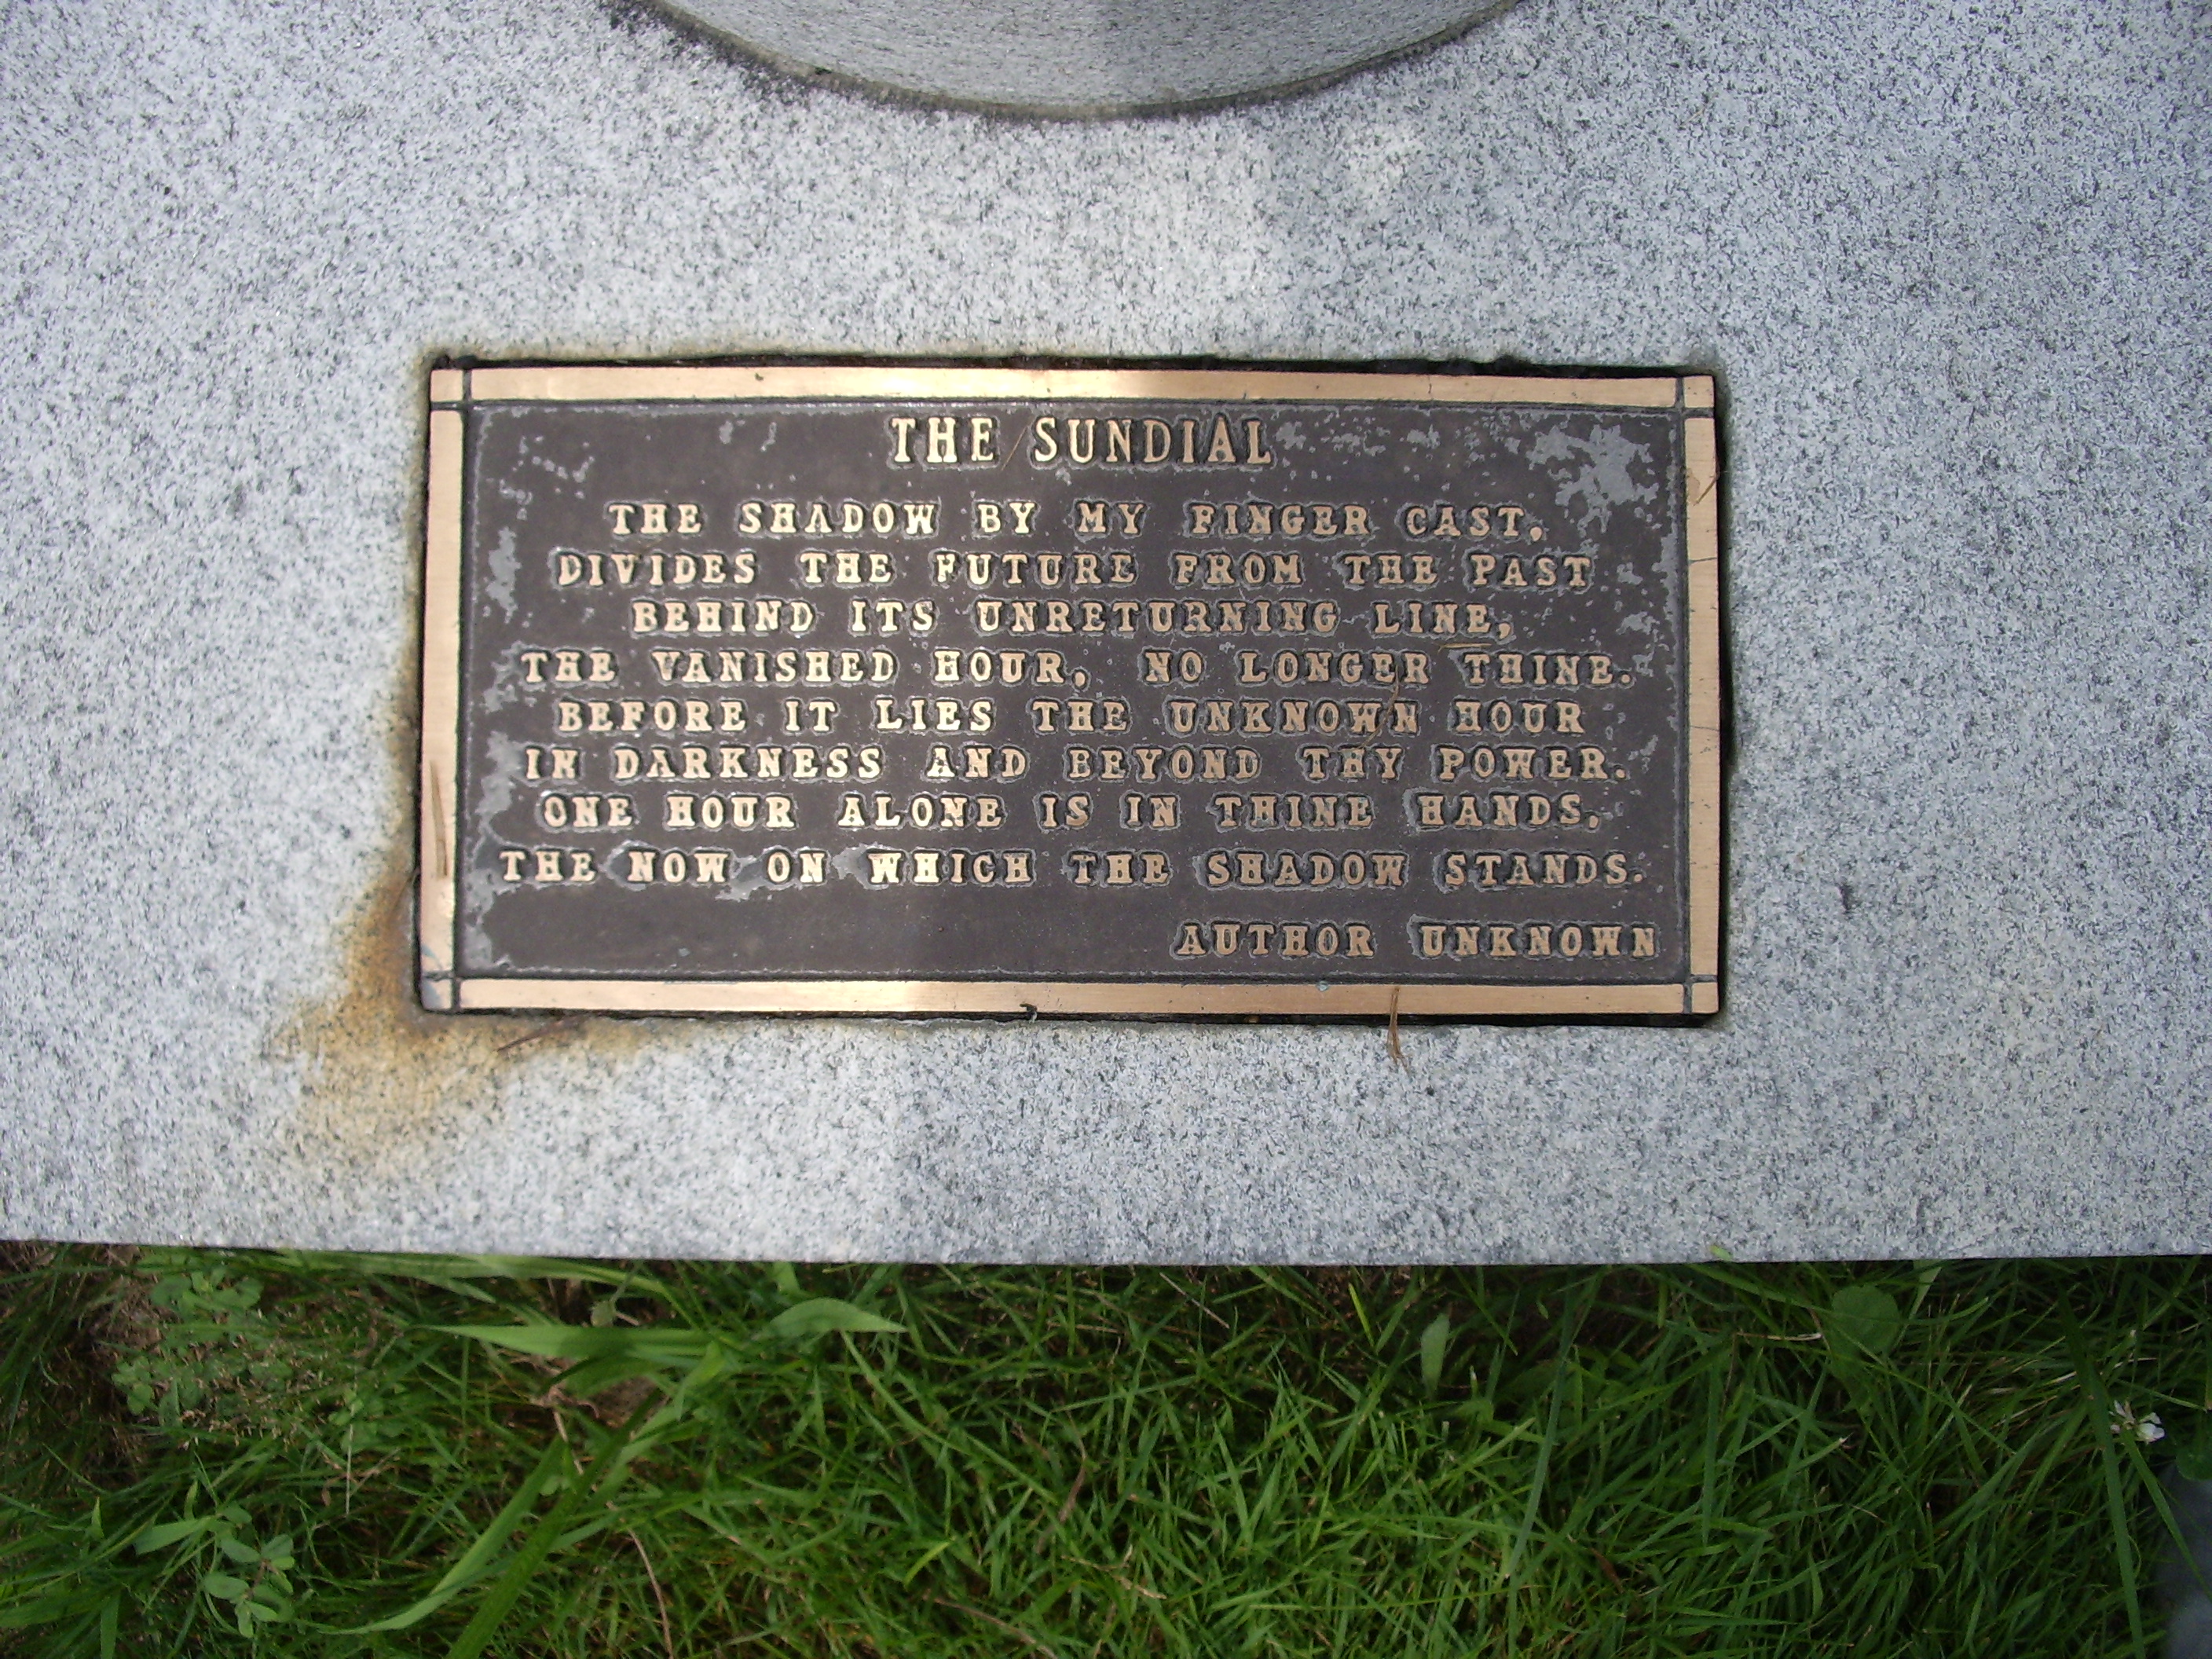 THE SUNDIAL
THE SHADOW BY MY FINGER CAST,
DIVIDES THE FUTURE FROM THE PAST
BEHIND ITS UNRETURNING LINE,
THE VANISHED HOUR, NO LONGER THINE.
BEFORE IT LIES THE UNKNOWN HOUR
IN DARKNESS AND BEYOND THY POWER.
ONE HOUR ALONE IS IN THINE HANDS,
THE NOW ON WHICH THE SHADOW STANDS.
AUTHOR UNKNOWN